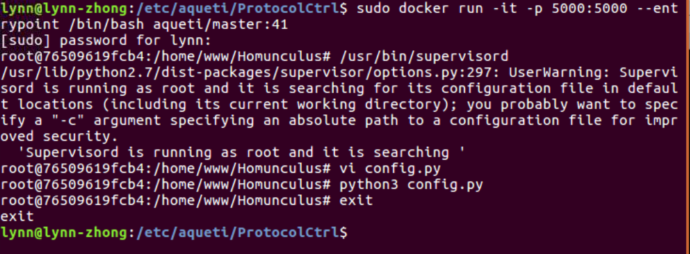 lynn@lynn-zhong:/etc/aqueti/ProtocolCtrl$ sudo docker run -it -p 5000:5000 --ent
rypoint /bin/bash aqueti/master:41
[sudo] password for lynn:
root@76509619fcb4:/home/www/Homunculus# /usr/bin/supervisord
/usr/lib/python2.7/dist-packages/supervisor/options.py:297: UserWarning: Supervi
sord is running as root and it is searching for its configuration file in defaul
t locations (including its current working directory); you probably want to spec
ify a "-c" argument specifying an absolute path to a configuration file for impr
oved security.
  'Supervisord is running as root and it is searching '
root@76509619fcb4:/home/www/Homunculus# vi config.py
root@76509619fcb4:/home/www/Homunculus# python3 config.py
root@76509619fcb4:/home/www/Homunculus# exit
exit
lynn@lynn-zhong:/etc/aqueti/ProtocolCtrl$